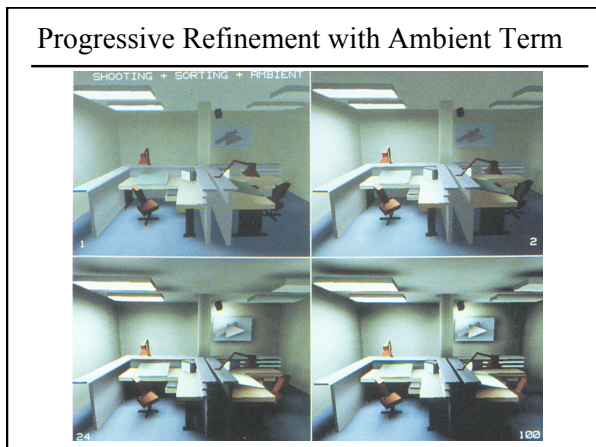 Progressive Refinement with Ambient Term
SHOOTING + SORTING + AMBIENT
1
2
24
100